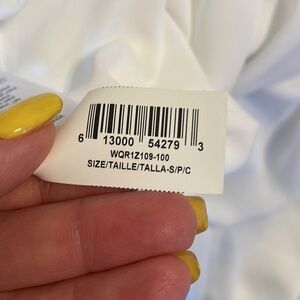 6 13000 54279 3
WQR1Z109-100
SIZE/TAILLE/TALLA-S/P/C